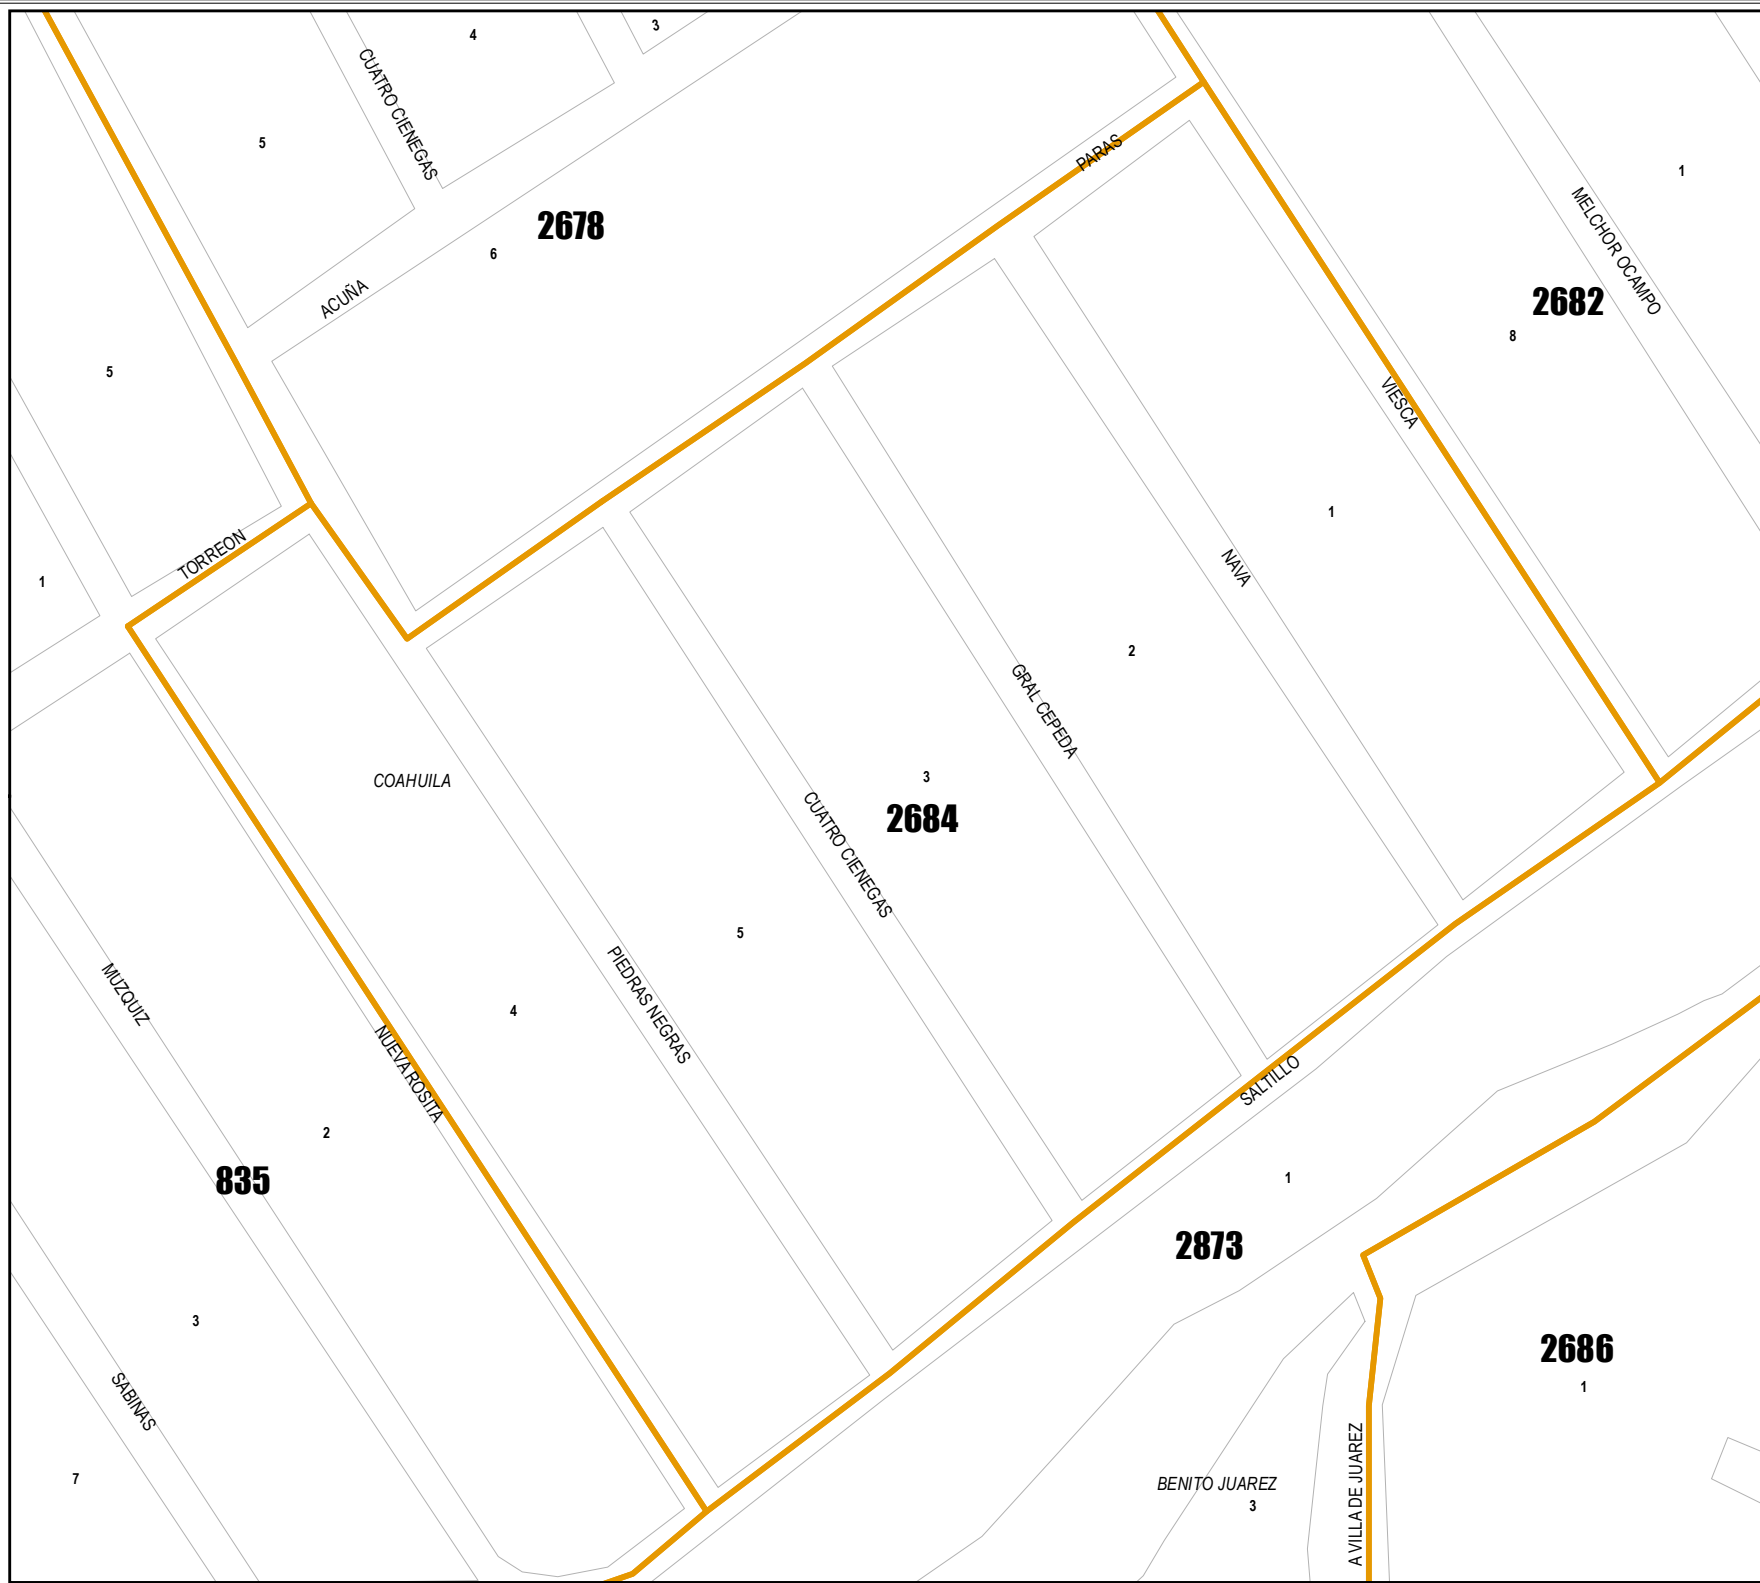 3
4
CUATRO CIENEGAS
5
PARAS
1
2678
6
MELCHOR OCAMPO
ACUÑA
2682
8
5
VIESCA
1
TORREON
NAVA
1
2
GRAL CEPEDA
COAHUILA
3
2684
CUATRO CIENEGAS
5
PIEDRAS NEGRAS
MUZQUIZ
4
NUEVA ROSITA
SALTILLO
2
835
1
2873
3
2686
1
SABINAS
7
BENITO JUAREZ
3
A VILLA DE JUAREZ